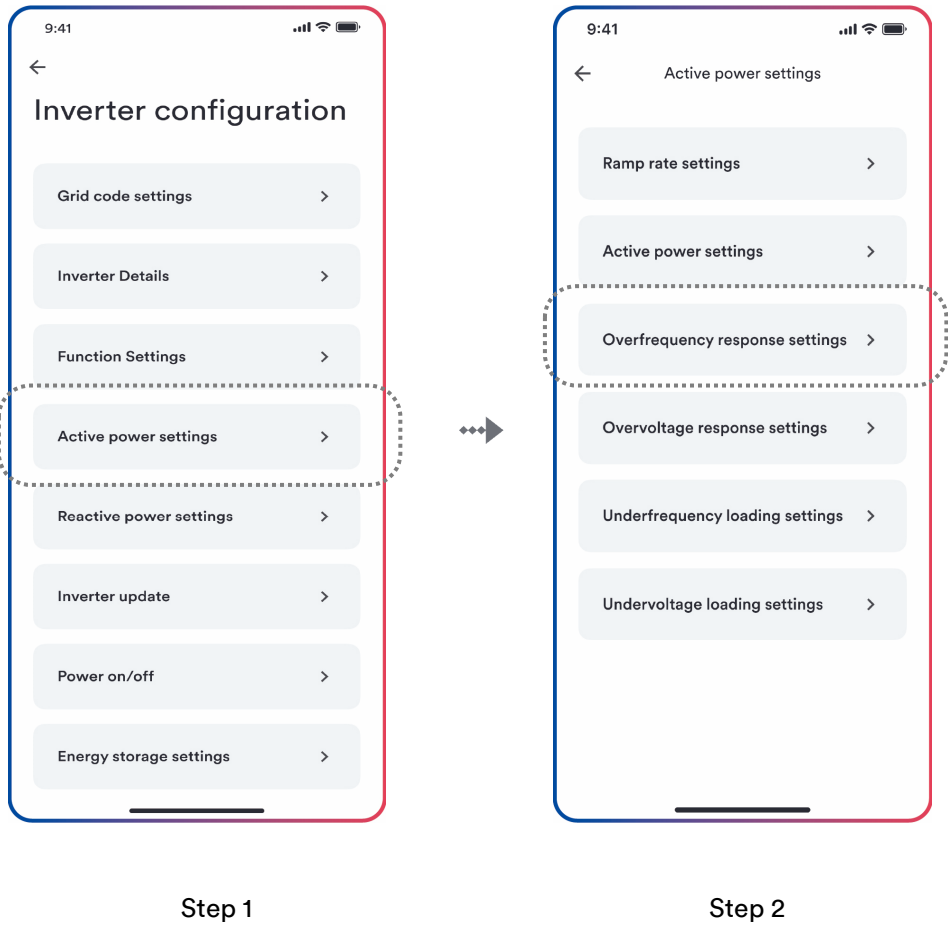 9:41
Inverter configuration
Grid code settings
Inverter Details
Function Settings
Active power settings
Reactive power settings
Inverter update
Power on/off
Energy storage settings
Step 1
9:41
Active power settings
Ramp rate settings
Active power settings
Overfrequency response settings
Overvoltage response settings
Underfrequency loading settings
Undervoltage loading settings
Step 2